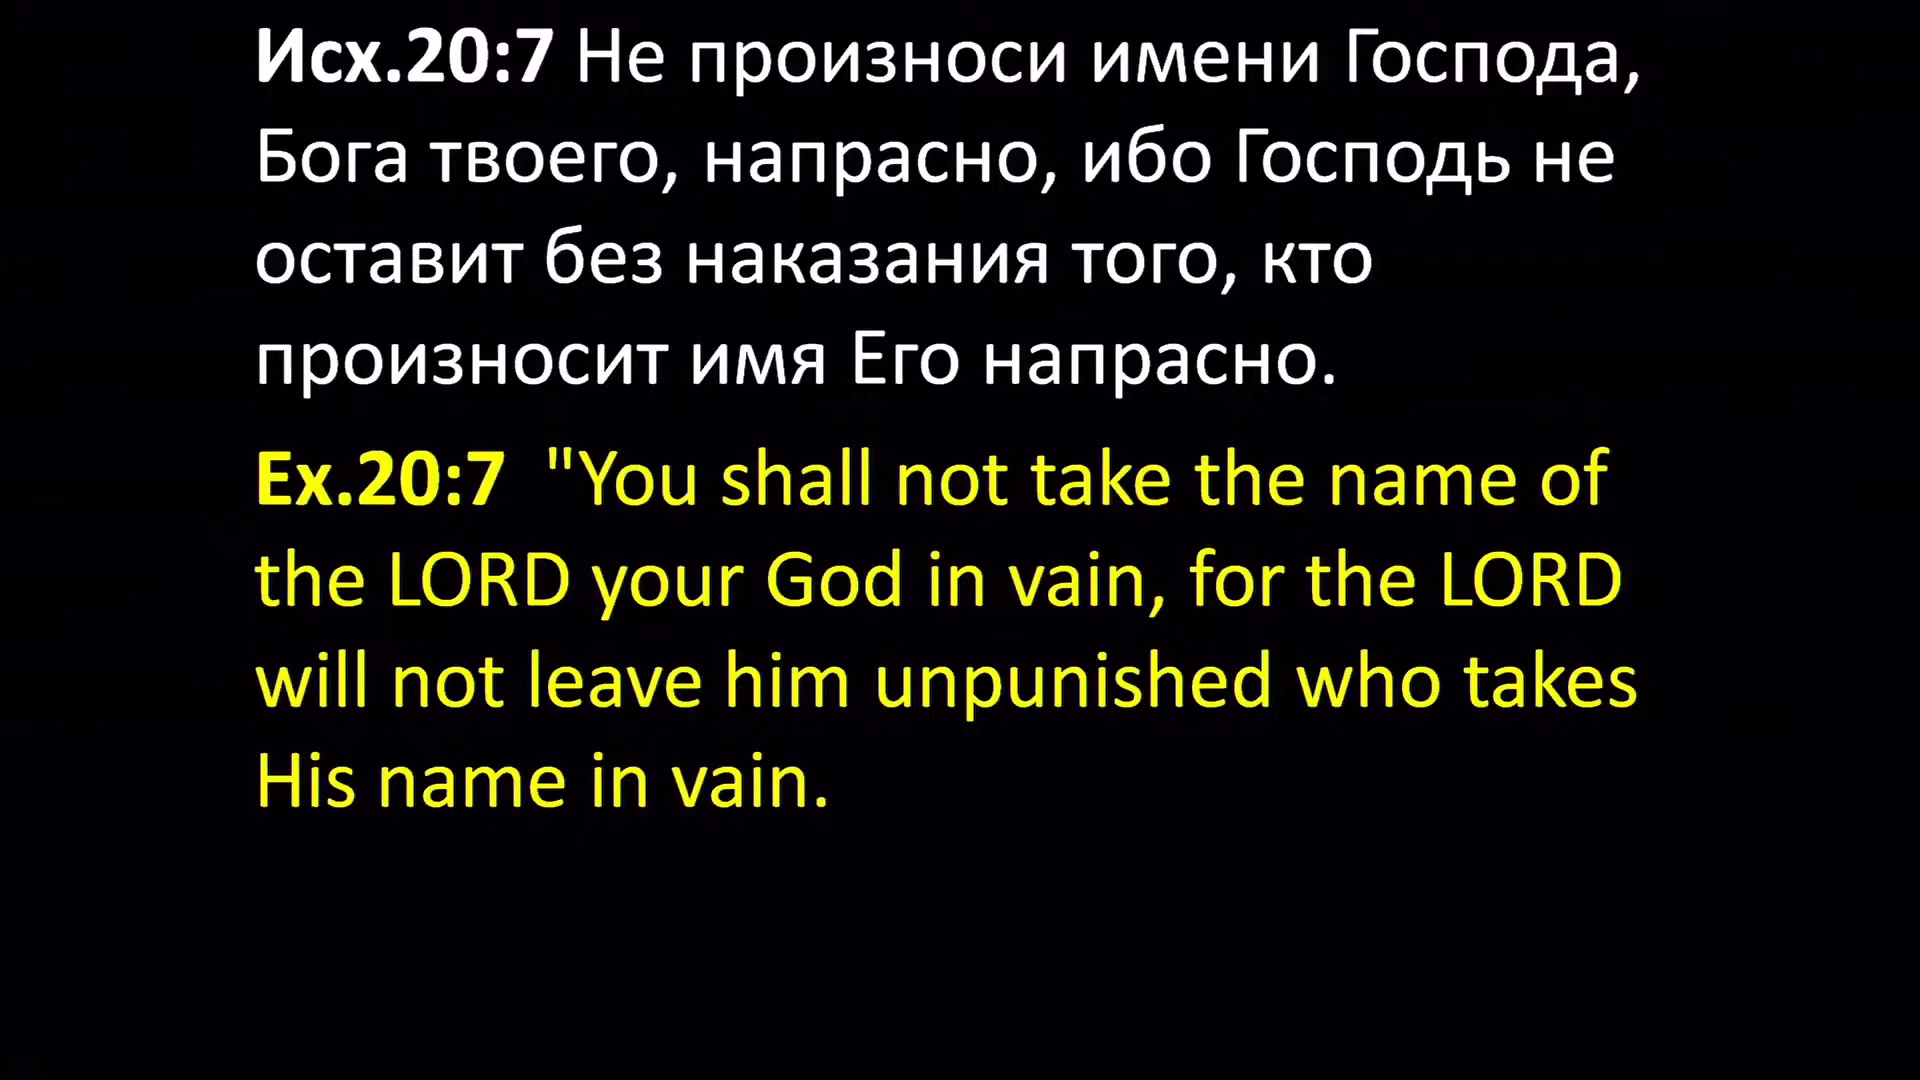 Исх.20:7 Не произноси имени Господа,
Бога твоего, напрасно, ибо Господь не
оставит без наказания того, кто
произносит имя Его напрасно.
Ex.20:7  "You shall not take the name of
the LORD your God in vain, for the LORD
will not leave him unpunished who takes
His name in vain.